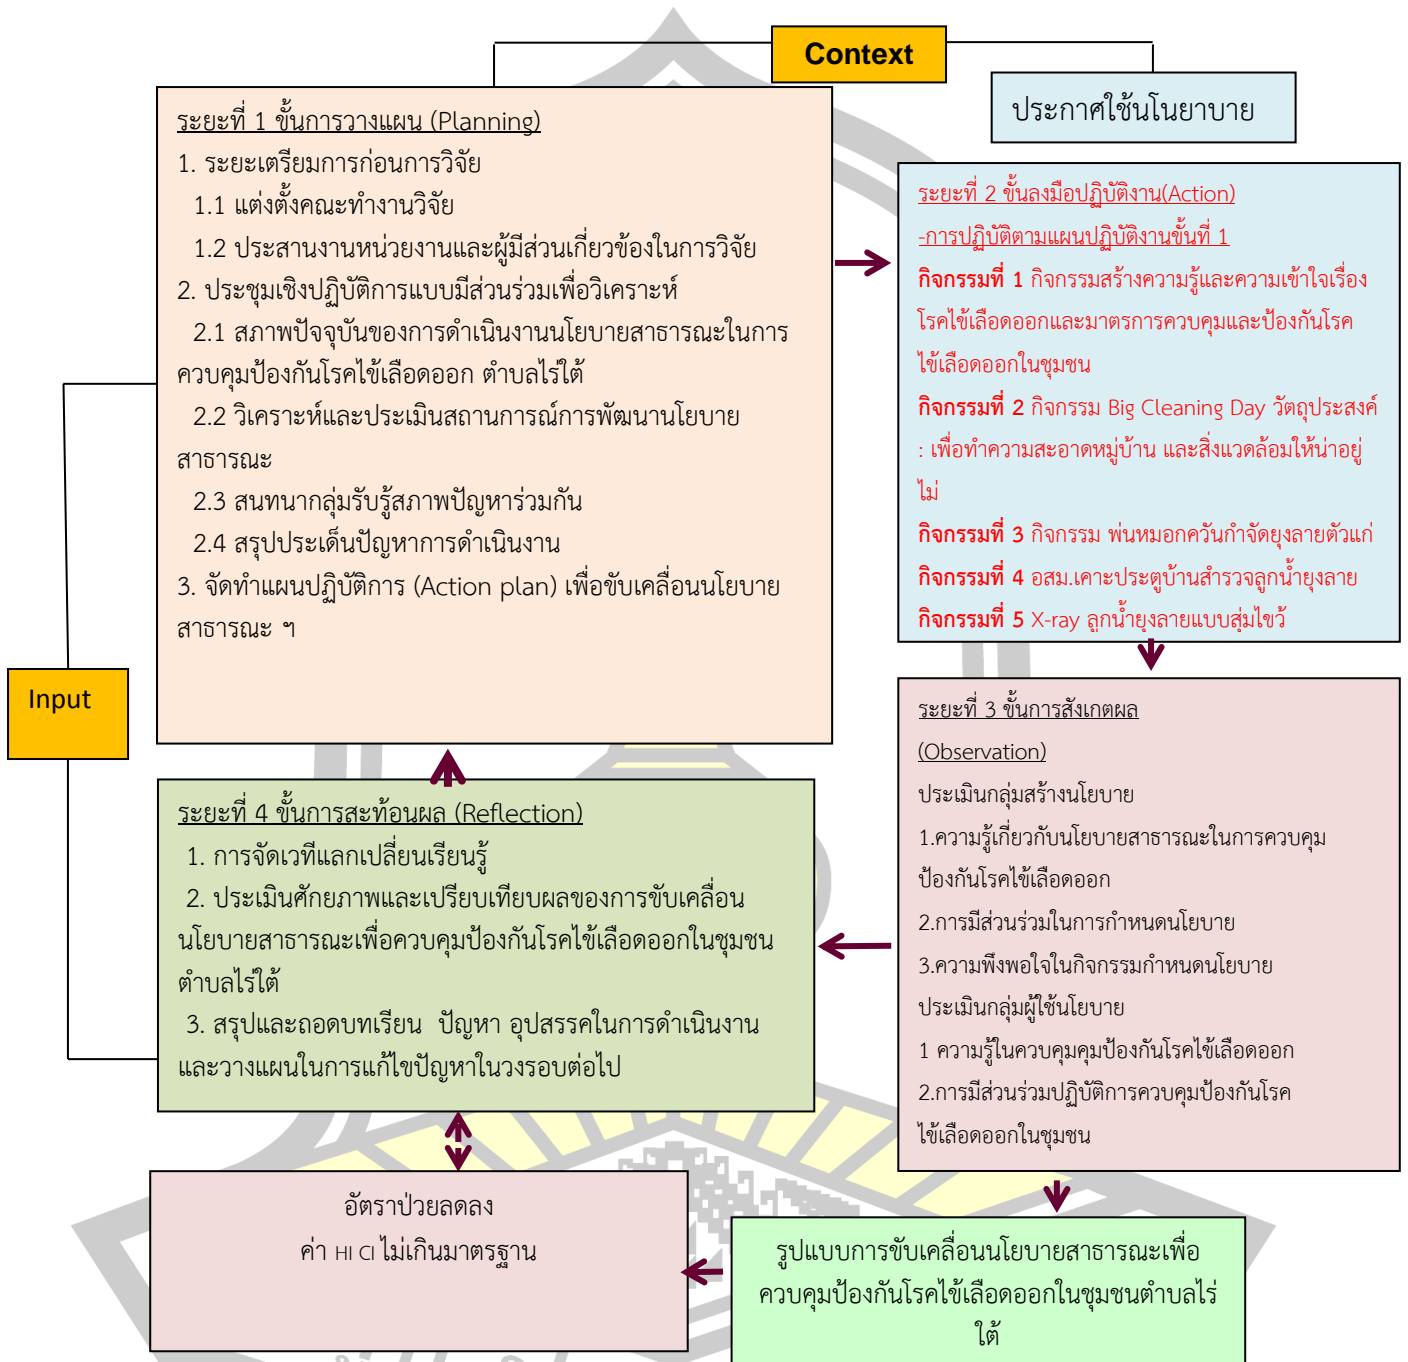 Context
ประกาศใช้นโนยาบาย
ระยะที่ 1 ขั้นการวางแผน (Planning)
1. ระยะเตรียมการก่อนการวิจัย
1.1 แต่งตั้งคณะทำงานวิจัย
1.2 ประสานงานหน่วยงานและผู้มีส่วนเกี่ยวข้องในการวิจัย
2. ประชุมเชิงปฏิบัติการแบบมีส่วนร่วมเพื่อวิเคราะห์
2.1 สภาพปัจจุบันของการดำเนินงานนโยบายสาธารณะในการ
ควบคุมป้องกันโรคไข้เลือดออก ตำบลไร่ใต้
2.2 วิเคราะห์และประเมินสถานการณ์การพัฒนานโยบาย
สาธารณะ
2.3 สนทนากลุ่มรับรู้สภาพปัญหาร่วมกัน
2.4 สรุปประเด็นปัญหาการดำเนินงาน
3. จัดทำแผนปฏิบัติการ (Action plan) เพื่อขับเคลื่อนนโยบาย
สาธารณะ ฯ
ระยะที่ 2 ขั้นลงมือปฏิบัติงาน(Action)
-การปฏิบัติตามแผนปฏิบัติงานขั้นที่ 1
กิจกรรมที่ 1 กิจกรรมสร้างความรู้และความเข้าใจเรื่อง
โรคไข้เลือดออกและมาตรการควบคุมและป้องกันโรค
ไข้เลือดออกในชุมชน
กิจกรรมที่ 2 กิจกรรม Big Cleaning Day วัตถุประสงค์
: เพื่อทำความสะอาดหมู่บ้าน และสิ่งแวดล้อมให้น่าอยู่
ไม่
กิจกรรมที่ 3 กิจกรรม พ่นหมอกควันกำจัดยุงลายตัวแก่
กิจกรรมที่ 4 อสม.เคาะประตูบ้านสำรวจลูกน้ำยุงลาย
กิจกรรมที่ 5 X-ray ลูกน้ำยุงลายแบบสุ่มไขว้
Input
ระยะที่ 3 ขั้นการสังเกตผล
(Observation)
ประเมินกลุ่มสร้างนโยบาย
1.ความรู้เกี่ยวกับนโยบายสาธารณะในการควบคุม
ป้องกันโรคไข้เลือดออก
2.การมีส่วนร่วมในการกำหนดนโยบาย
3.ความพึงพอใจในกิจกรรมกำหนดนโยบาย
ประเมินกลุ่มผู้ใช้นโยบาย
1 ความรู้ในควบคุมคุมป้องกันโรคไข้เลือดออก
2.การมีส่วนร่วมปฏิบัติการควบคุมป้องกันโรค
ไข้เลือดออกในชุมชน
ระยะที่ 4 ขั้นการสะท้อนผล (Reflection)
1. การจัดเวทีแลกเปลี่ยนเรียนรู้
2. ประเมินศักยภาพและเปรียบเทียบผลของการขับเคลื่อน
นโยบายสาธารณะเพื่อควบคุมป้องกันโรคไข้เลือดออกในชุมชน
ตำบลไร่ใต้
3. สรุปและถอดบทเรียน ปัญหา อุปสรรคในการดำเนินงาน
และวางแผนในการแก้ไขปัญหาในวงรอบต่อไป
อัตราป่วยลดลง
ค่า HI CI ไม่เกินมาตรฐาน
รูปแบบการขับเคลื่อนนโยบายสาธารณะเพื่อ
ควบคุมป้องกันโรคไข้เลือดออกในชุมชนตำบลไร่
ใต้